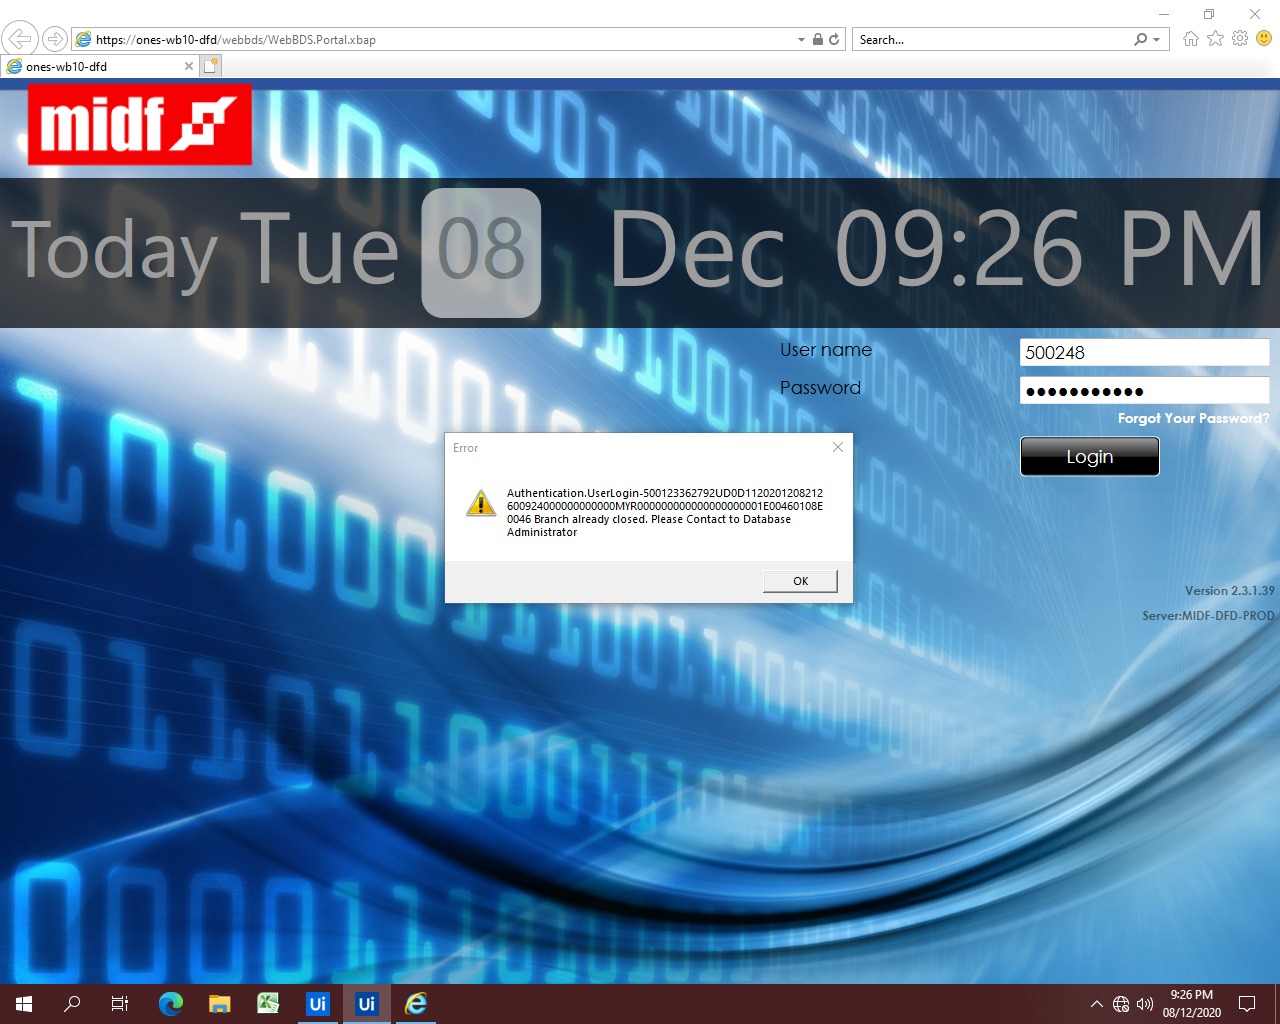 https://ones-wb10-dfd/webbds/WebBDS.Portal.xbap
Search...
ones-wb10-dfd
midf
Today Tue 08 Dec 09:26 PM
User name
500248
Password
Forgot Your Password?
Login
Error
Authentication.UserLogin-500123362792UD0D1120201208212
600924000000000000MYR000000000000000000001E00460108E
0046 Branch already closed. Please Contact to Database
Administrator
OK
Version 2.3.1.39
Server:MIDF-DFD-PROD
Ui
Ui
9:26 PM
08/12/2020